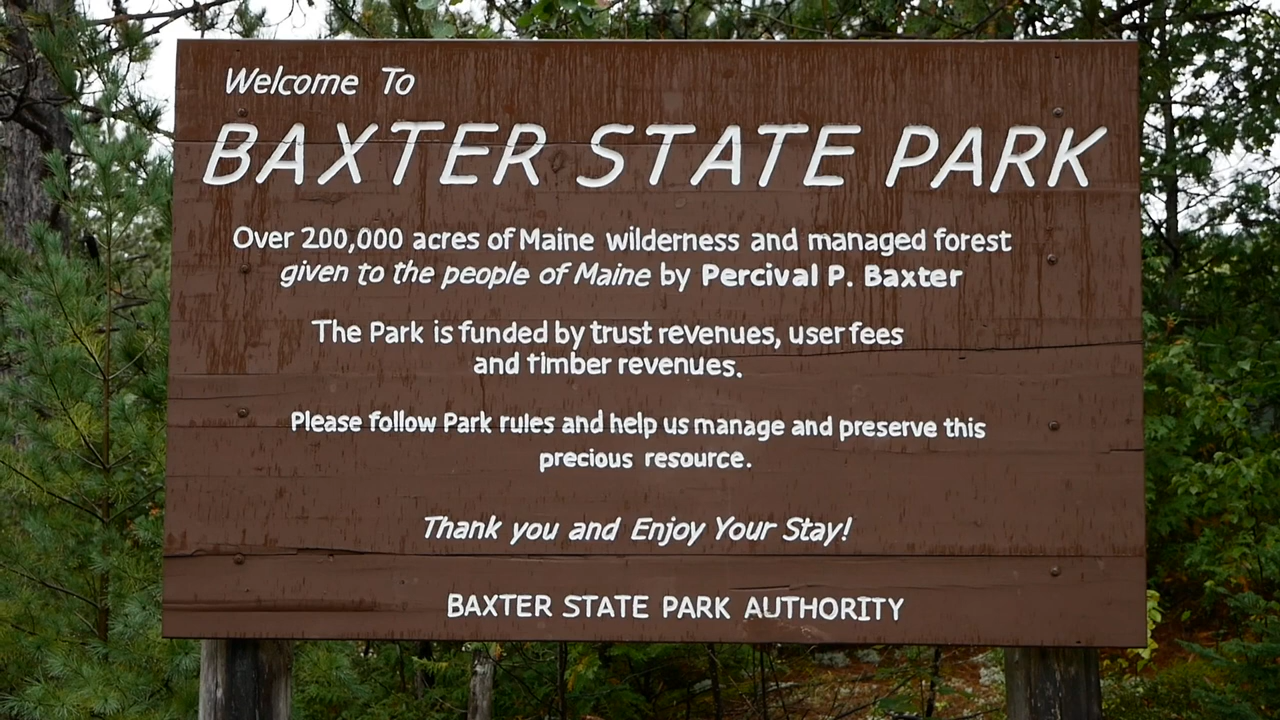 Welcome To
BAXTER STATE PARK
Over 200,000 acres of Maine wilderness and managed forest
given to the people of Maine by Percival P. Baxter
The Park is funded by trust revenues, user fees
and timber revenues.
Please follow Park rules and help us manage and preserve this
precious resource.
Thank you and Enjoy Your Stay!
BAXTER STATE PARK AUTHORITY